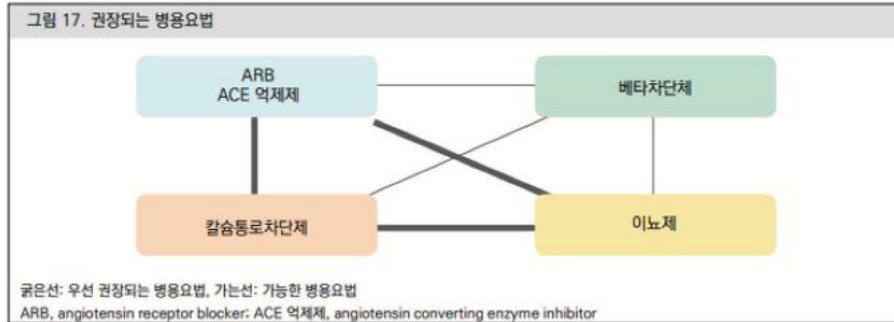 그림 17. 권장되는 병용요법
ARB
ACE 억제제
베타차단체
칼슘통로차단제
이뇨제
굵은선: 우선 권장되는 병용요법, 가는선: 가능한 병용요법
ARB, angiotensin receptor blocker; ACE 억제제, angiotensin converting enzyme inhibitor